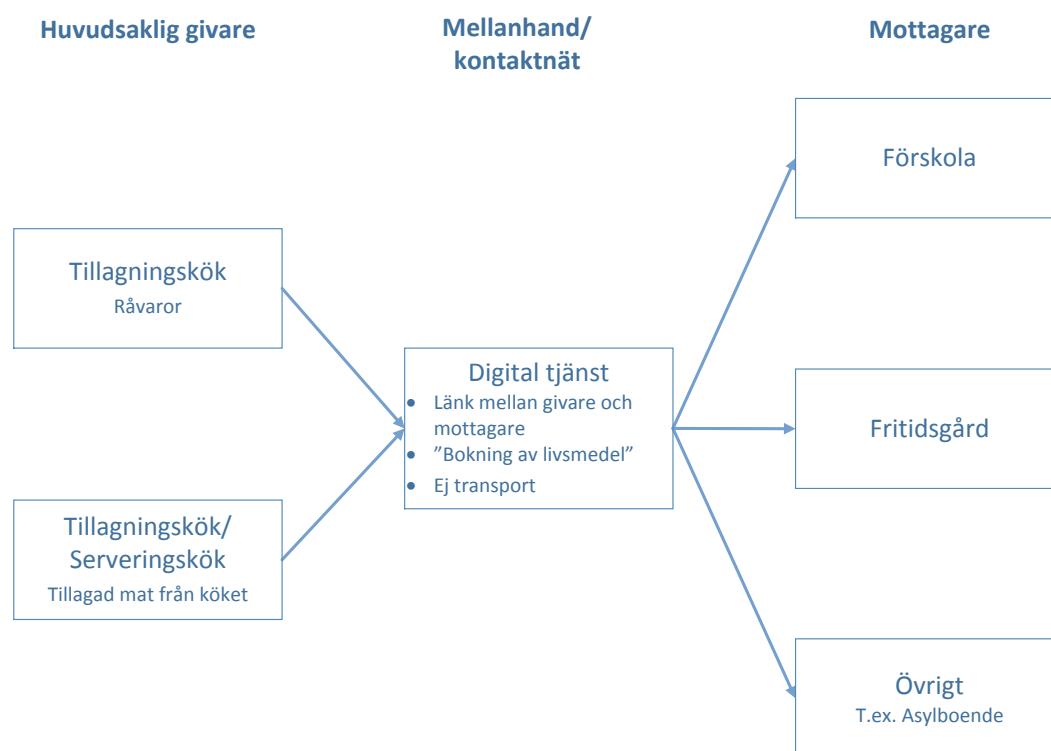 Huvudsaklig givare
Mellanhand/
kontaktnät
Mottagare
Förskola
Tillagningskök
Råvaror
Digital tjänst
• Länk mellan givare och
mottagare
• ”Bokning av livsmedel”
• Ej transport
Fritidsgård
Tillagningskök/
Serveringskök
Tillagad mat från köket
Övrigt
T.ex. Asylboende